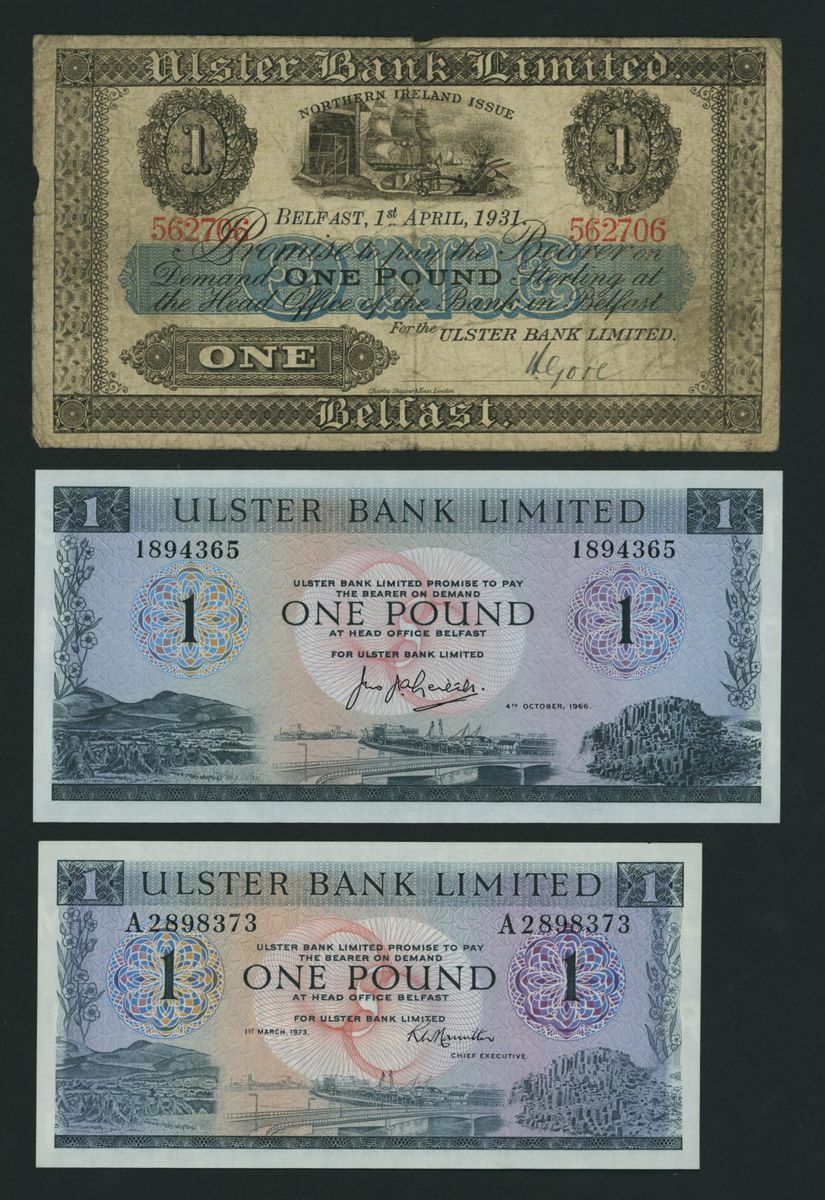 Ulster Bank Limited.
NORTHERN IRELAND ISSUE
1 1
BELFAST, 1st APRIL, 1931.
562706 562706
Promise to pay the Bearer on
Demand ONE POUND Sterling at
the Head Office of the Bank in Belfast
For the ULSTER BANK LIMITED.
ONE
H Gore
Charles Skipper & East, London
Belfast.
1 ULSTER BANK LIMITED 1
1894365 1894365
ULSTER BANK LIMITED PROMISE TO PAY
THE BEARER ON DEMAND
1 ONE POUND 1
AT HEAD OFFICE BELFAST
FOR ULSTER BANK LIMITED
4TH OCTOBER, 1966.
1 ULSTER BANK LIMITED 1
A2898373 A2898373
ULSTER BANK LIMITED PROMISE TO PAY
THE BEARER ON DEMAND
1 ONE POUND 1
AT HEAD OFFICE BELFAST
FOR ULSTER BANK LIMITED
1ST MARCH, 1973.
CHIEF EXECUTIVE